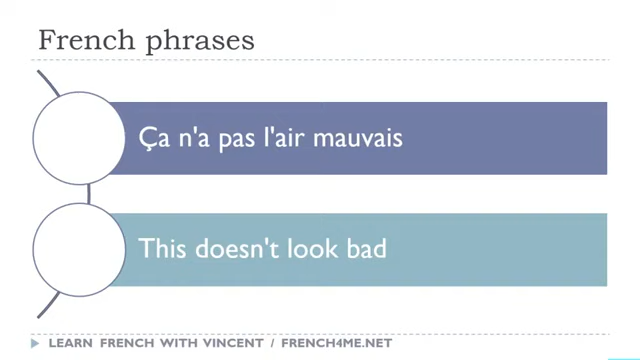 French phrases
Ça n'a pas l'air mauvais
This doesn't look bad
LEARN FRENCH WITH VINCENT / FRENCH4ME.NET